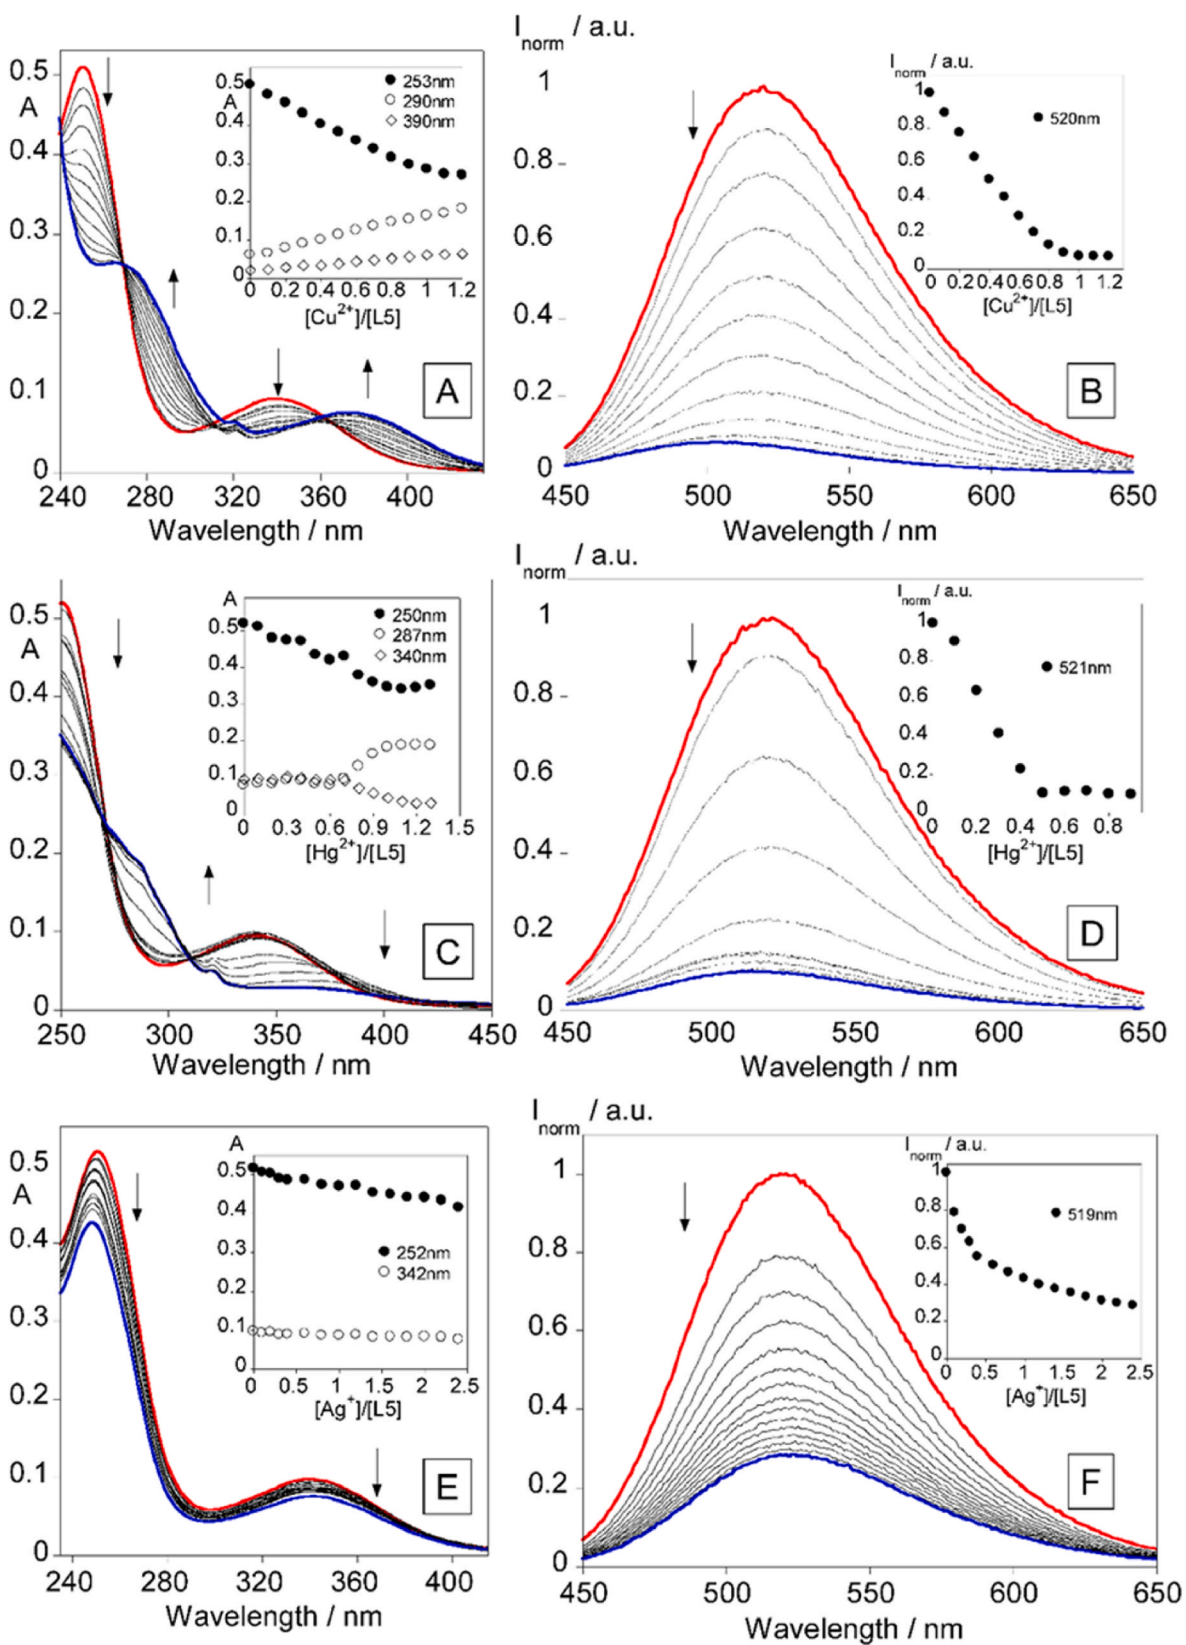 I norm / a.u.
0.5
A
0.4
0.3
0.2
0.1
0
240 280 320 360 400
Wavelength / nm
0.5
A
0.4
0.3
0.2
0.1
0
● 253nm
○ 290nm
◇ 390nm
0 0.2 0.4 0.6 0.8 1 1.2
[Cu²⁺]/[L5]
A
1
0.8
0.6
0.4
0.2
0
450 500 550 600 650
Wavelength / nm
I norm / a.u.
1
0.8
0.6
0.4
0.2
0
● 520nm
0 0.20 0.4 0.6 0.8 1 1.2
[Cu²⁺]/[L5]
B
0.5
A
0.4
0.3
0.2
0.1
0
250 300 350 400 450
Wavelength / nm
A
0.5
0.4
0.3
0.2
0.1
0
● 250nm
○ 287nm
◇ 340nm
0 0.3 0.6 0.9 1.2 1.5
[Hg²⁺]/[L5]
C
I norm / a.u.
1
0.8
0.6
0.4
0.2
0
450 500 550 600 650
Wavelength / nm
I norm / a.u.
1
0.8
0.6
0.4
0.2
0
● 521nm
0 0.2 0.4 0.6 0.8
[Hg²⁺]/[L5]
D
0.5
A
0.4
0.3
0.2
0.1
0
240 280 320 360 400
Wavelength / nm
A
0.5
0.4
0.3
0.2
0.1
0
● 252nm
○ 342nm
0 0.5 1 1.5 2 2.5
[Ag⁺]/[L5]
E
I norm / a.u.
1
0.8
0.6
0.4
0.2
0
450 500 550 600 650
Wavelength / nm
I norm / a.u.
1
0.8
0.6
0.4
0.2
0
● 519nm
0 0.5 1 1.5 2 2.5
[Ag⁺]/[L5]
F